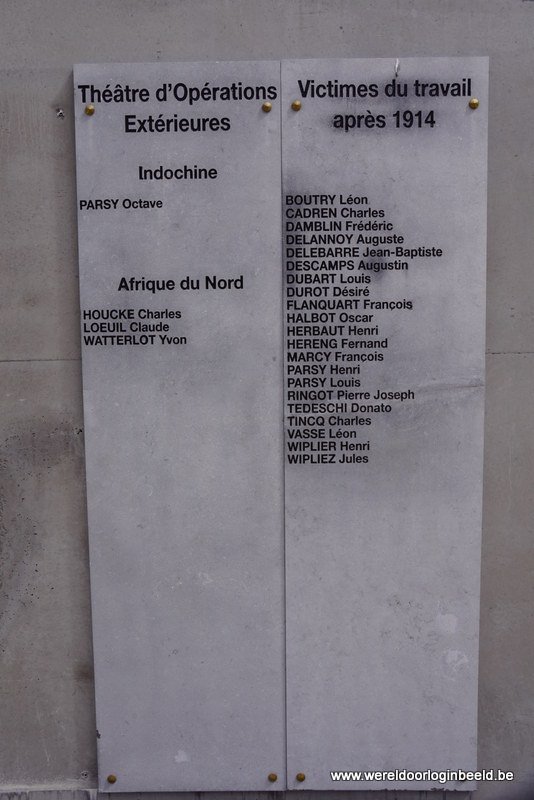 Théâtre d'Opérations
Extérieures
Indochine
PARSY Octave
Afrique du Nord
HOUCKE Charles
LOEUIL Claude
WATTERLOT Yvon
Victimes du travail
après 1914
BOUTRY Léon
CADREN Charles
DAMBLIN Frédéric
DELANNOY Auguste
DELEBARRE Jean-Baptiste
DESCAMPS Augustin
DUBART Louis
DUROT Désiré
FLANQUART François
HALBOT Oscar
HERBAUT Henri
HERENG Fernand
MARCY François
PARSY Henri
PARSY Louis
RINGOT Pierre Joseph
TEDESCHI Donato
TINCQ Charles
VASSE Léon
WIPLIER Henri
WIPLIEZ Jules
www.wereldoorloginbeeld.be